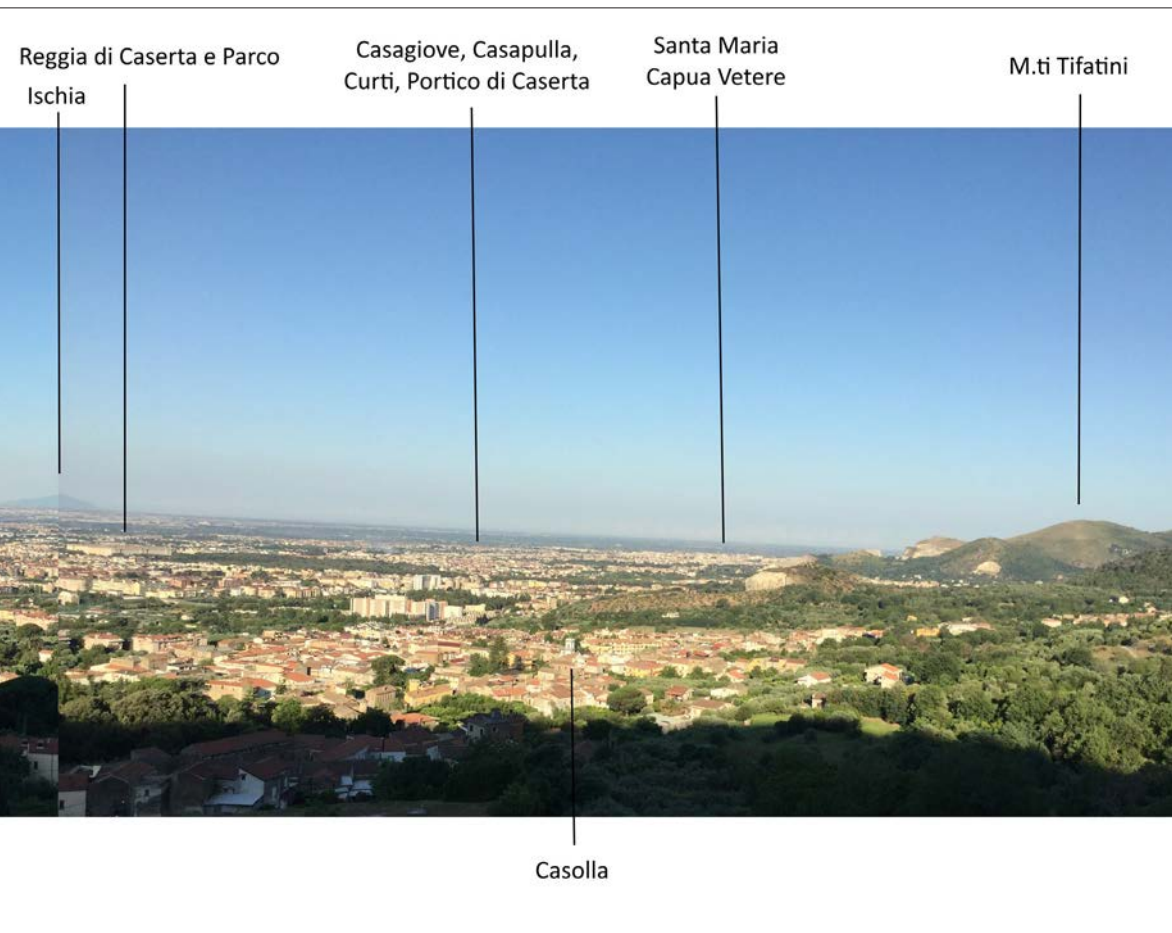 Reggia di Caserta e Parco
Ischia
Casagiove, Casapulla,
Curti, Portico di Caserta
Santa Maria
Capua Vetere
M.ti Tifatini
Casolla